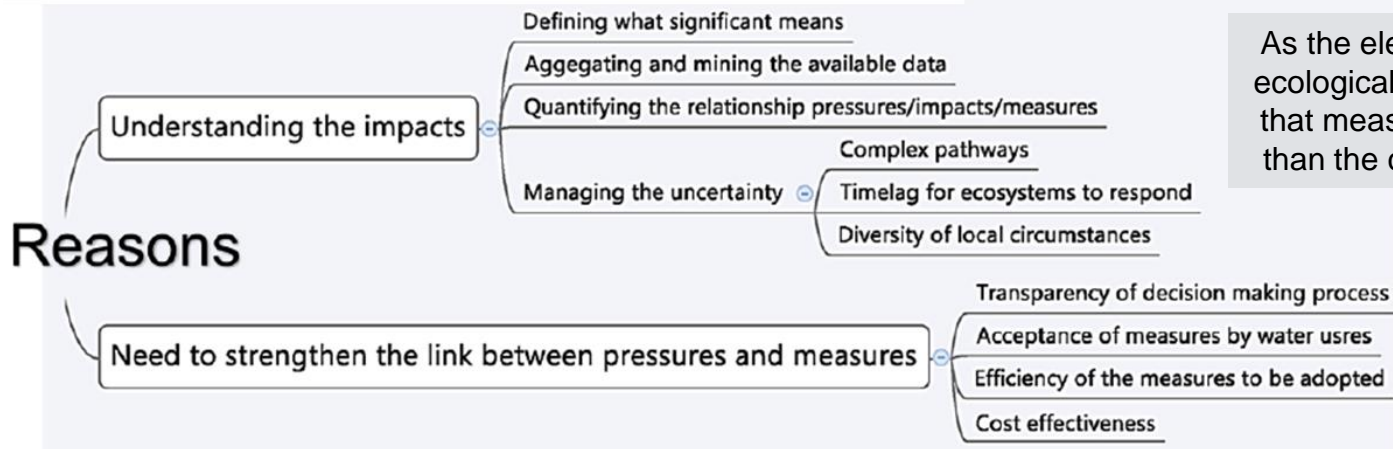 Reasons
Understanding the impacts
Defining what significant means
Aggegating and mining the available data
Quantifying the relationship pressures/impacts/measures
Managing the uncertainty
Complex pathways
Timelag for ecosystems to respond
Diversity of local circumstances
Need to strengthen the link between pressures and measures
Transparency of decision making process
Acceptance of measures by water usres
Efficiency of the measures to be adopted
Cost effectiveness
As the ele
ecological
that meas
than the